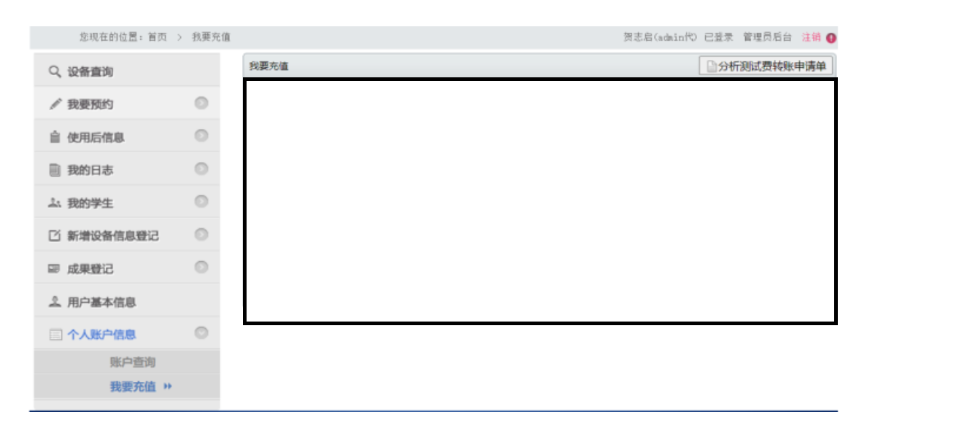 您现在的位置：首页 > 我要充值
贺志启(admin代) 已登录 管理员后台 注销
设备查询
我要充值
分析测试费转账申请单
我要预约
使用后信息
我的日志
我的学生
新增设备信息登记
成果登记
用户基本信息
个人账户信息
账户查询
我要充值